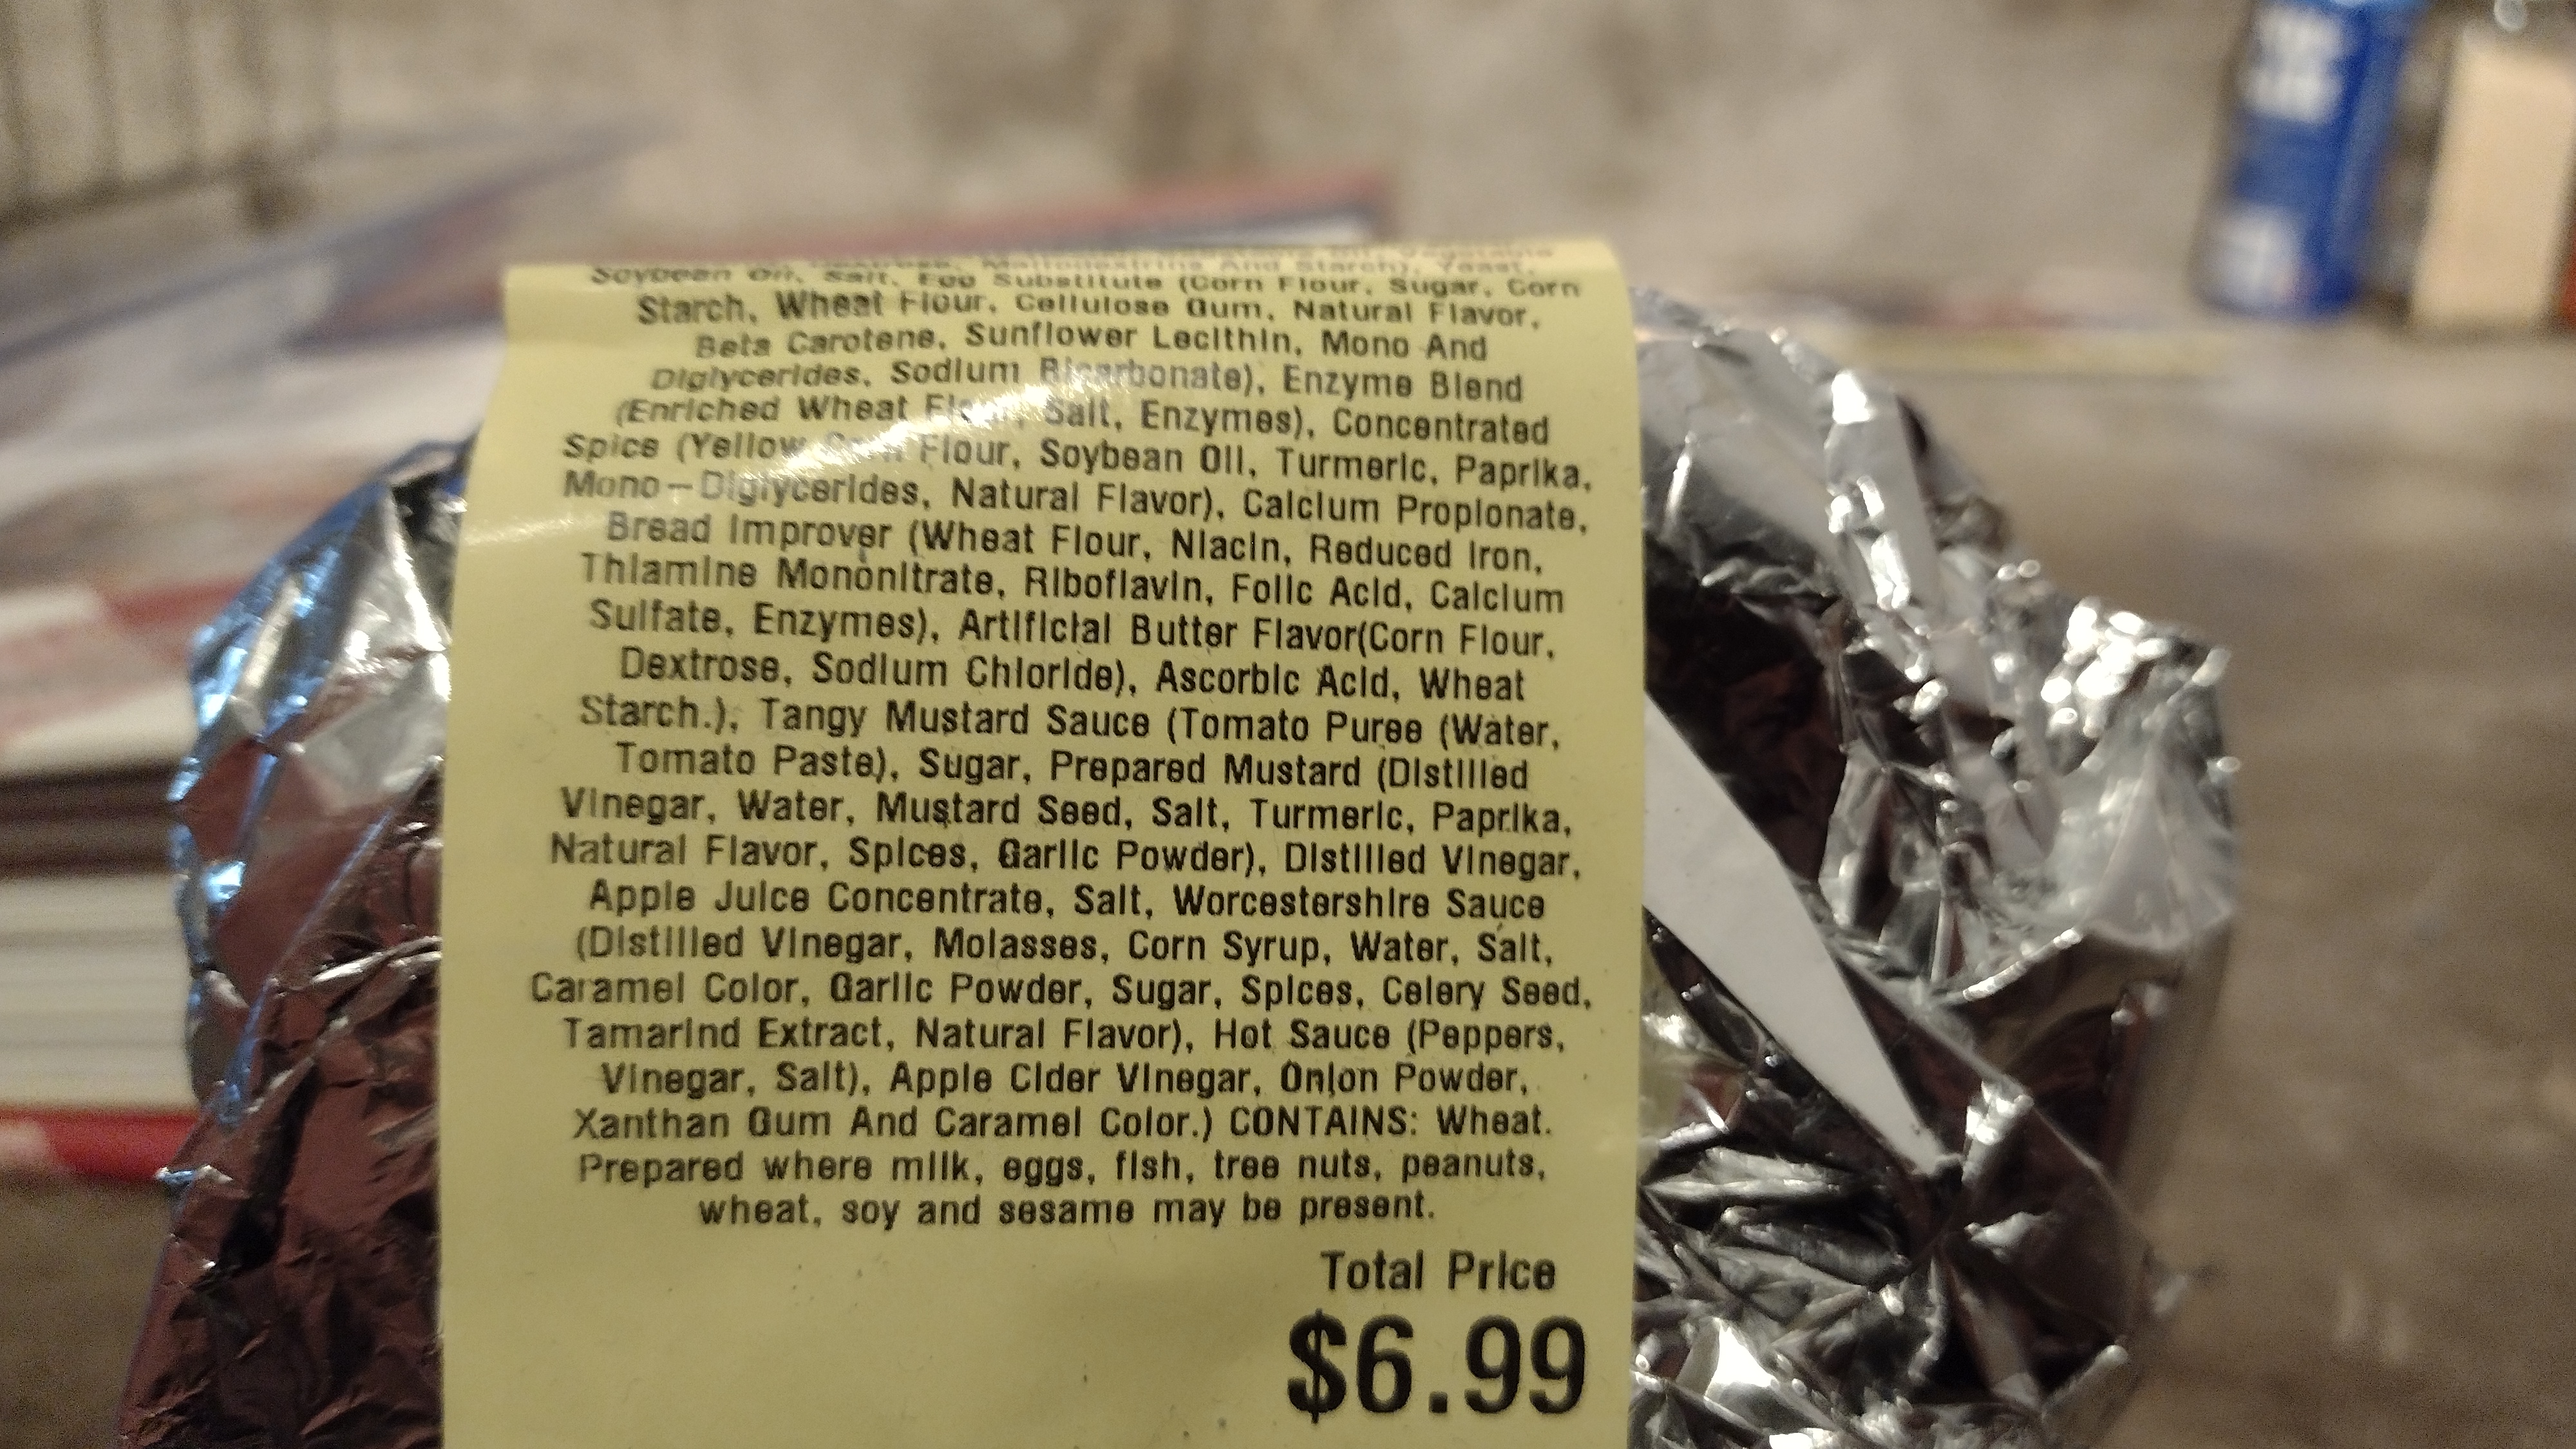 Vegetable
Dextrose, Maltodextrins And Starch), Yeast,
Soybean Oil, Salt, Egg Substitute (Corn Flour, Sugar, Corn
Starch, Wheat Flour, Cellulose Gum, Natural Flavor,
Beta Carotene, Sunflower Lecithin, Mono And
Diglycerides, Sodium Bicarbonate), Enzyme Blend
(Enriched Wheat Flour, Salt, Enzymes), Concentrated
Spice (Yellow Corn Flour, Soybean Oil, Turmeric, Paprika,
Mono-Diglycerides, Natural Flavor), Calcium Propionate,
Bread Improver (Wheat Flour, Niacin, Reduced Iron,
Thiamine Mononitrate, Riboflavin, Folic Acid, Calcium
Sulfate, Enzymes), Artificial Butter Flavor(Corn Flour,
Dextrose, Sodium Chloride), Ascorbic Acid, Wheat
Starch.), Tangy Mustard Sauce (Tomato Puree (Water,
Tomato Paste), Sugar, Prepared Mustard (Distilled
Vinegar, Water, Mustard Seed, Salt, Turmeric, Paprika,
Natural Flavor, Spices, Garlic Powder), Distilled Vinegar,
Apple Juice Concentrate, Salt, Worcestershire Sauce
(Distilled Vinegar, Molasses, Corn Syrup, Water, Salt,
Caramel Color, Garlic Powder, Sugar, Spices, Celery Seed,
Tamarind Extract, Natural Flavor), Hot Sauce (Peppers,
Vinegar, Salt), Apple Cider Vinegar, Onion Powder,
Xanthan Gum And Caramel Color.) CONTAINS: Wheat.
Prepared where milk, eggs, fish, tree nuts, peanuts,
wheat, soy and sesame may be present.
Total Price
$6.99